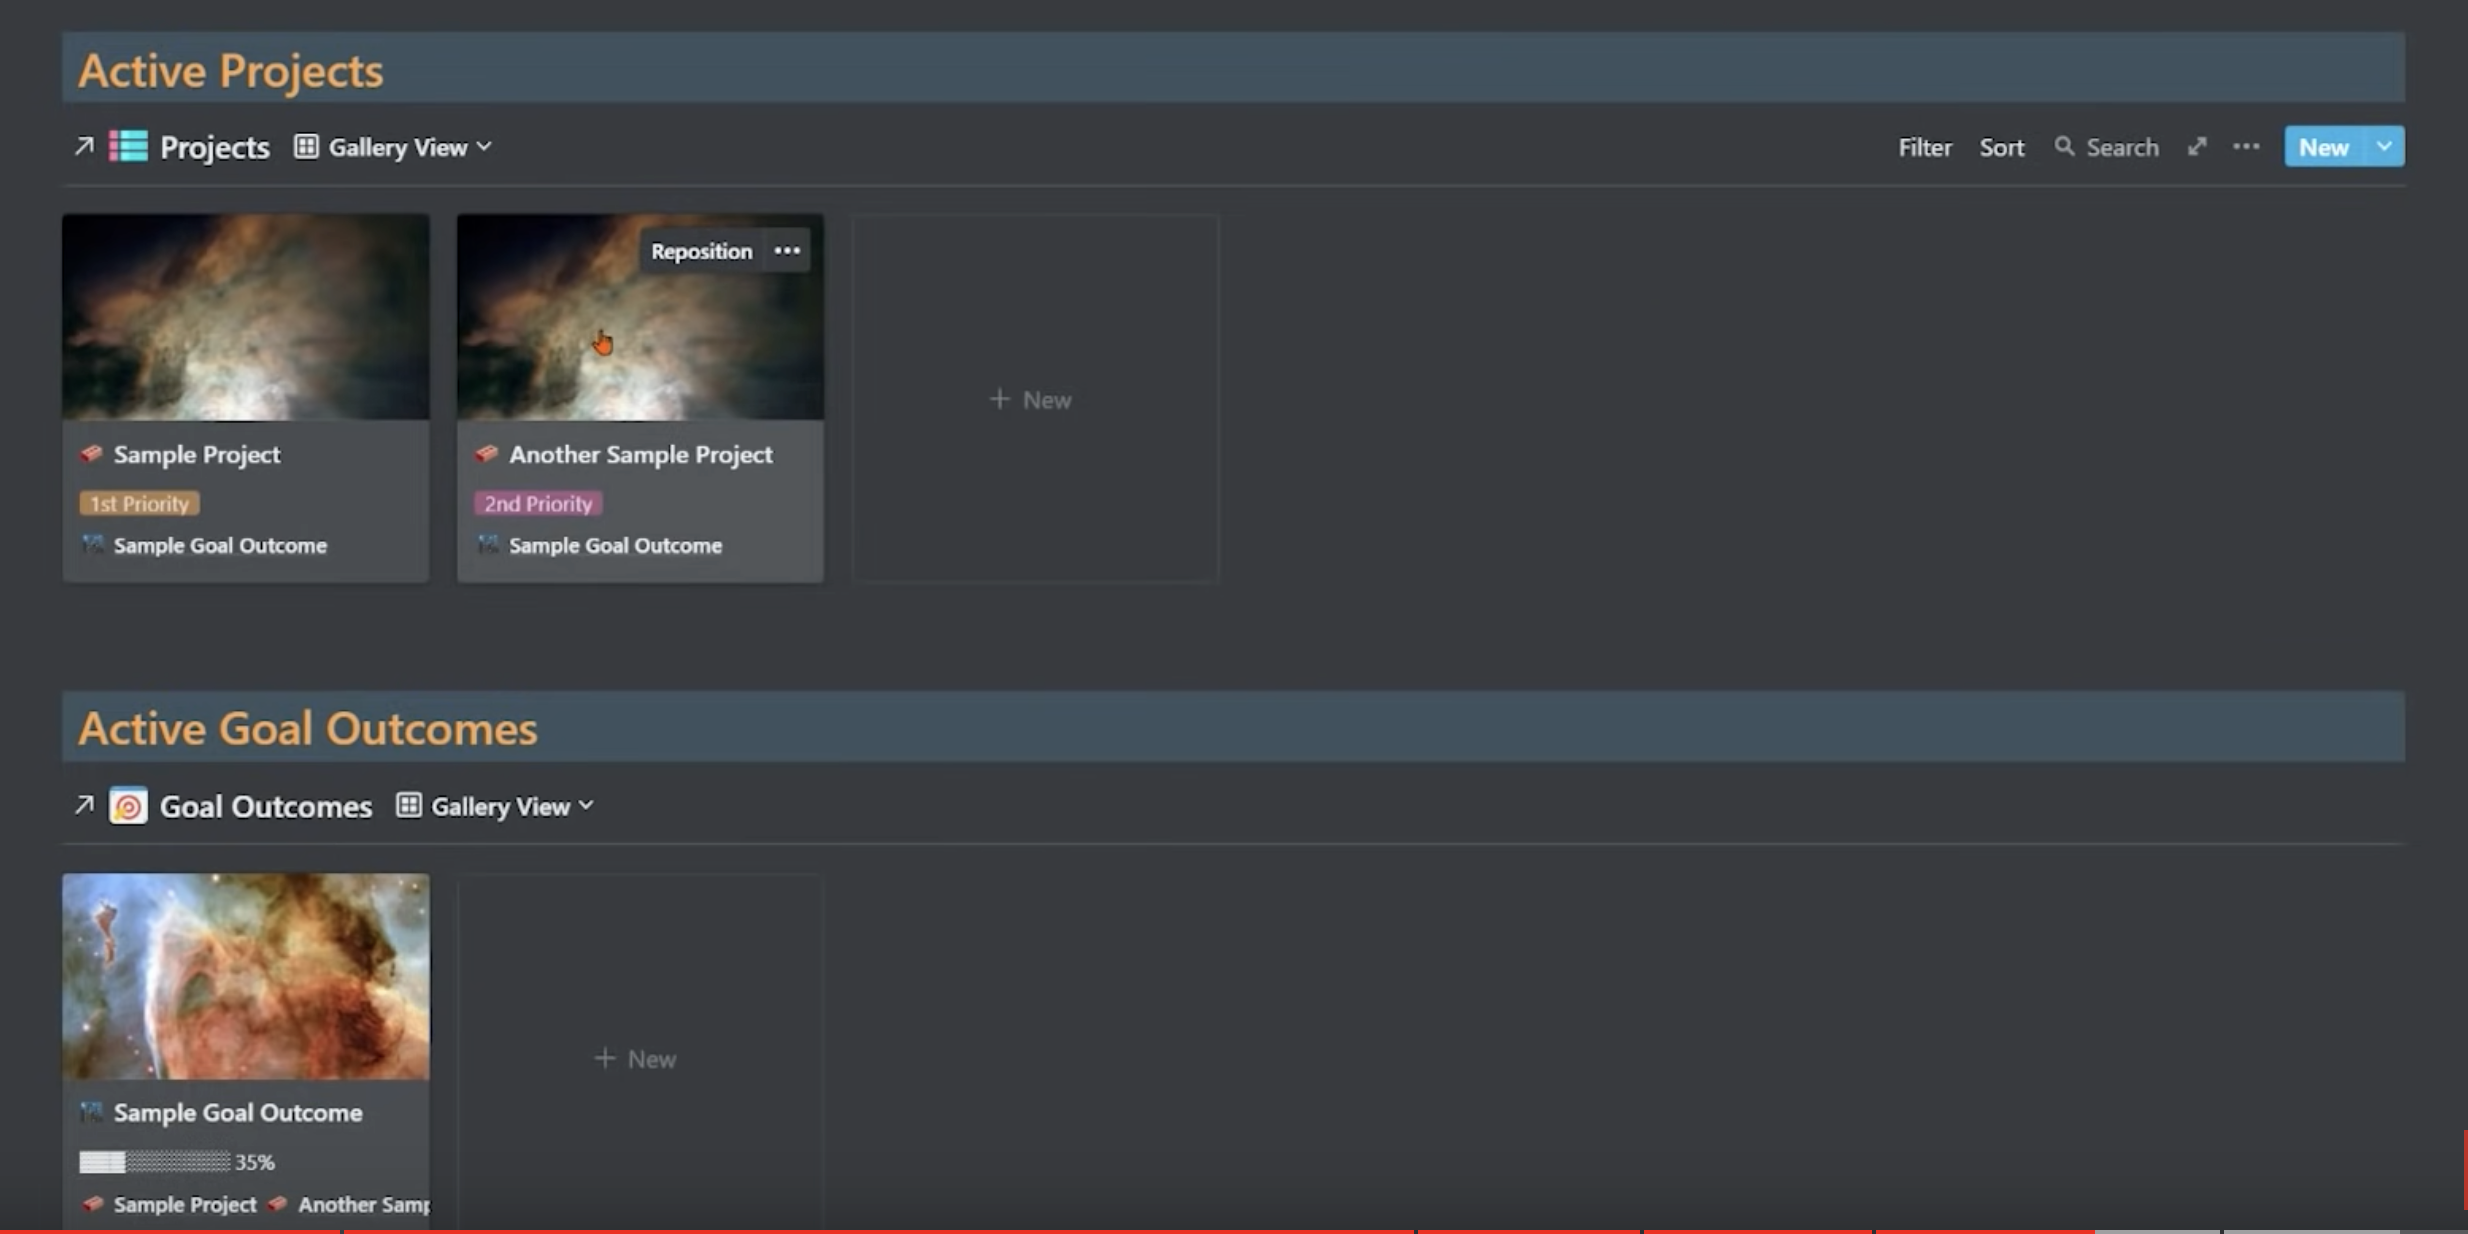 Active Projects
Projects Gallery View Filter Sort Search New
Reposition
+ New
Sample Project
Another Sample Project
1st Priority
2nd Priority
Sample Goal Outcome
Sample Goal Outcome
Active Goal Outcomes
Goal Outcomes Gallery View
+ New
Sample Goal Outcome
35%
Sample Project Another Samp